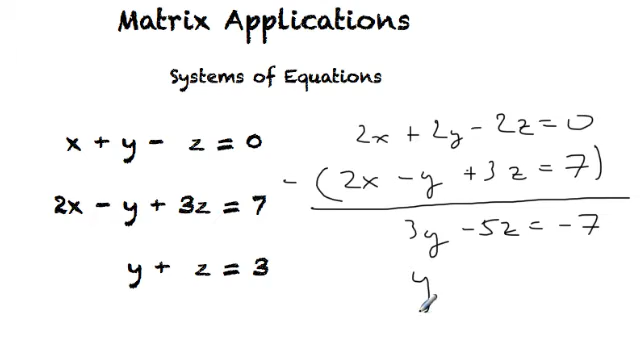 Matrix Applications
Systems of Equations
x + y - z = 0
2x - y + 3z = 7
y + z = 3
2x + 2y - 2z = 0
- (2x - y + 3z = 7)
3y - 5z = -7
y